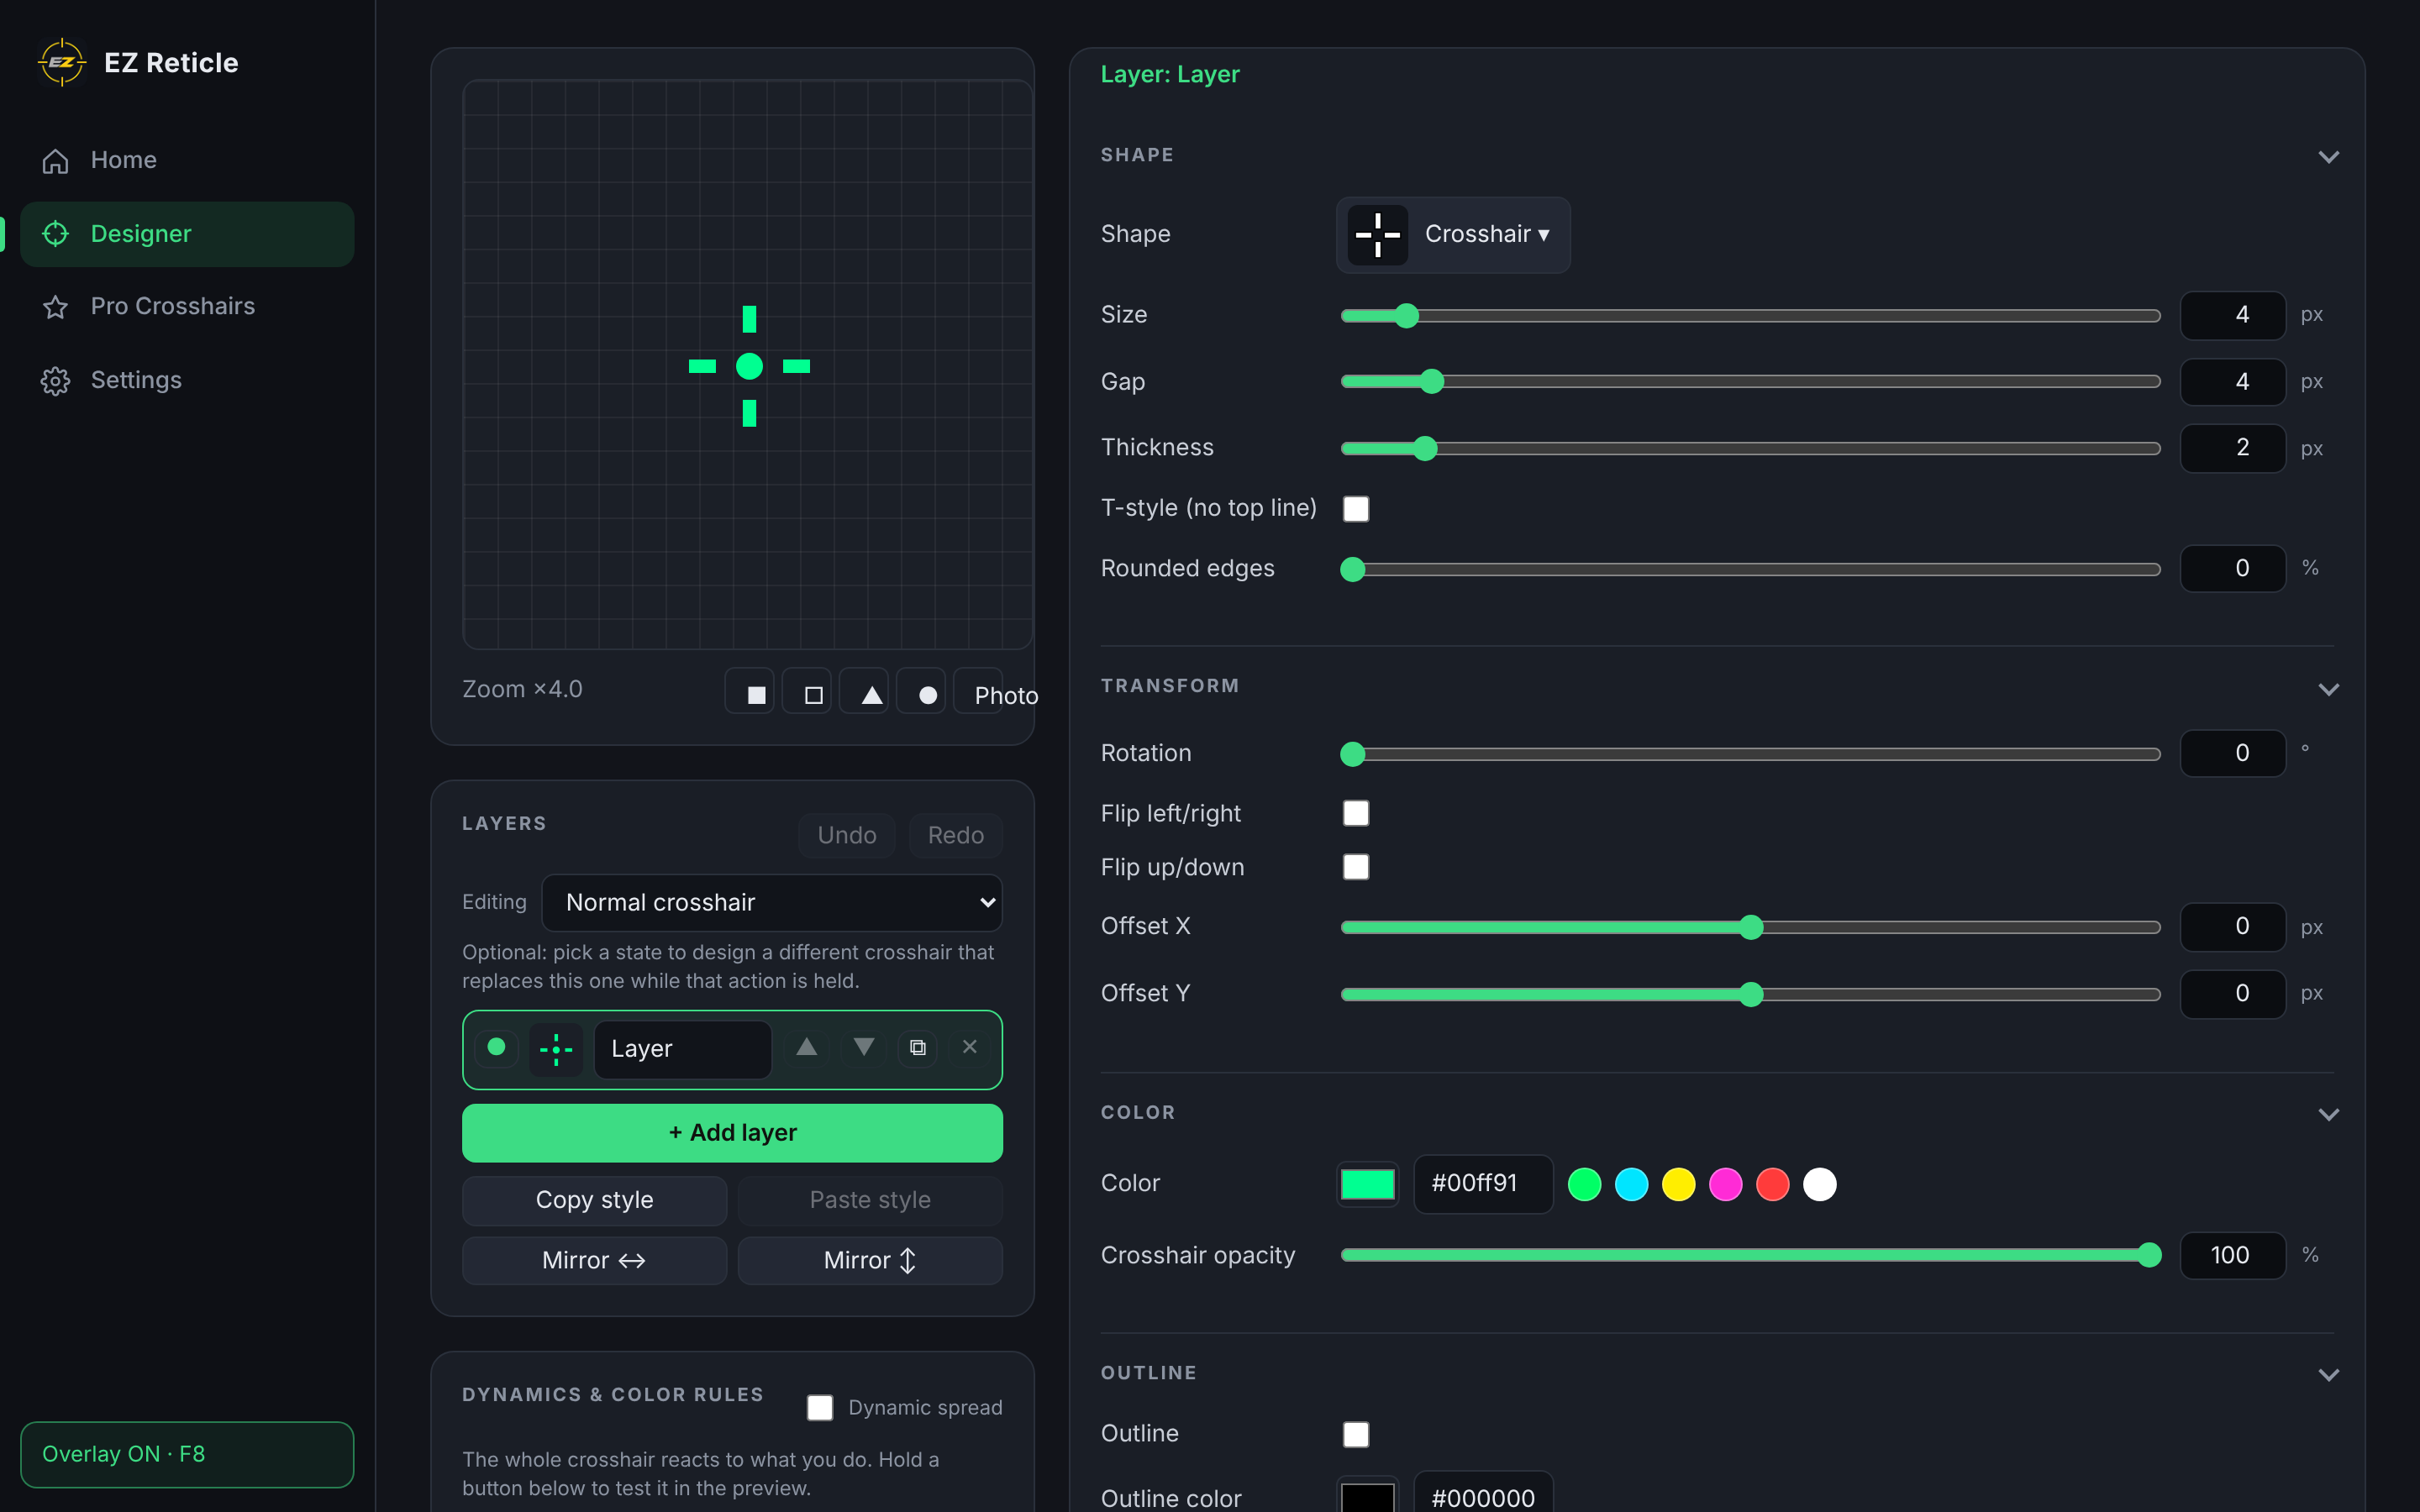 EZ
EZ Reticle
Home
Designer
Pro Crosshairs
Settings
Overlay ON · F8
Zoom ×4.0
Photo
LAYERS
Undo
Redo
Editing
Normal crosshair
Optional: pick a state to design a different crosshair that
replaces this one while that action is held.
Layer
+ Add layer
Copy style
Paste style
Mirror ↔
Mirror ↕
DYNAMICS & COLOR RULES
Dynamic spread
The whole crosshair reacts to what you do. Hold a
button below to test it in the preview.
Layer: Layer
SHAPE
Shape
Crosshair ▾
Size
4 px
Gap
4 px
Thickness
2 px
T-style (no top line)
Rounded edges
0 %
TRANSFORM
Rotation
0 °
Flip left/right
Flip up/down
Offset X
0 px
Offset Y
0 px
COLOR
Color
#00ff91
Crosshair opacity
100 %
OUTLINE
Outline
Outline color
#000000